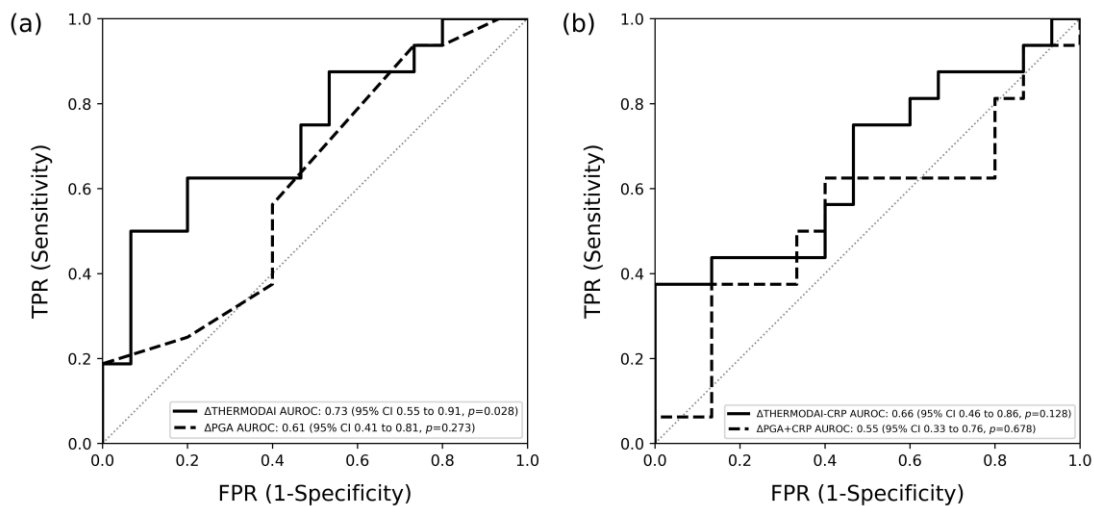 (a)
1.0
0.8
0.6
0.4
0.2
0.0
TPR (Sensitivity)
ΔTHERMODAI AUROC: 0.73 (95% CI 0.55 to 0.91, p=0.028)
ΔPGA AUROC: 0.61 (95% CI 0.41 to 0.81, p=0.273)
0.0 0.2 0.4 0.6 0.8 1.0
FPR (1-Specificity)
(b)
1.0
0.8
0.6
0.4
0.2
0.0
TPR (Sensitivity)
ΔTHERMODAI-CRP AUROC: 0.66 (95% CI 0.46 to 0.86, p=0.128)
ΔPGA+CRP AUROC: 0.55 (95% CI 0.33 to 0.76, p=0.678)
0.0 0.2 0.4 0.6 0.8 1.0
FPR (1-Specificity)